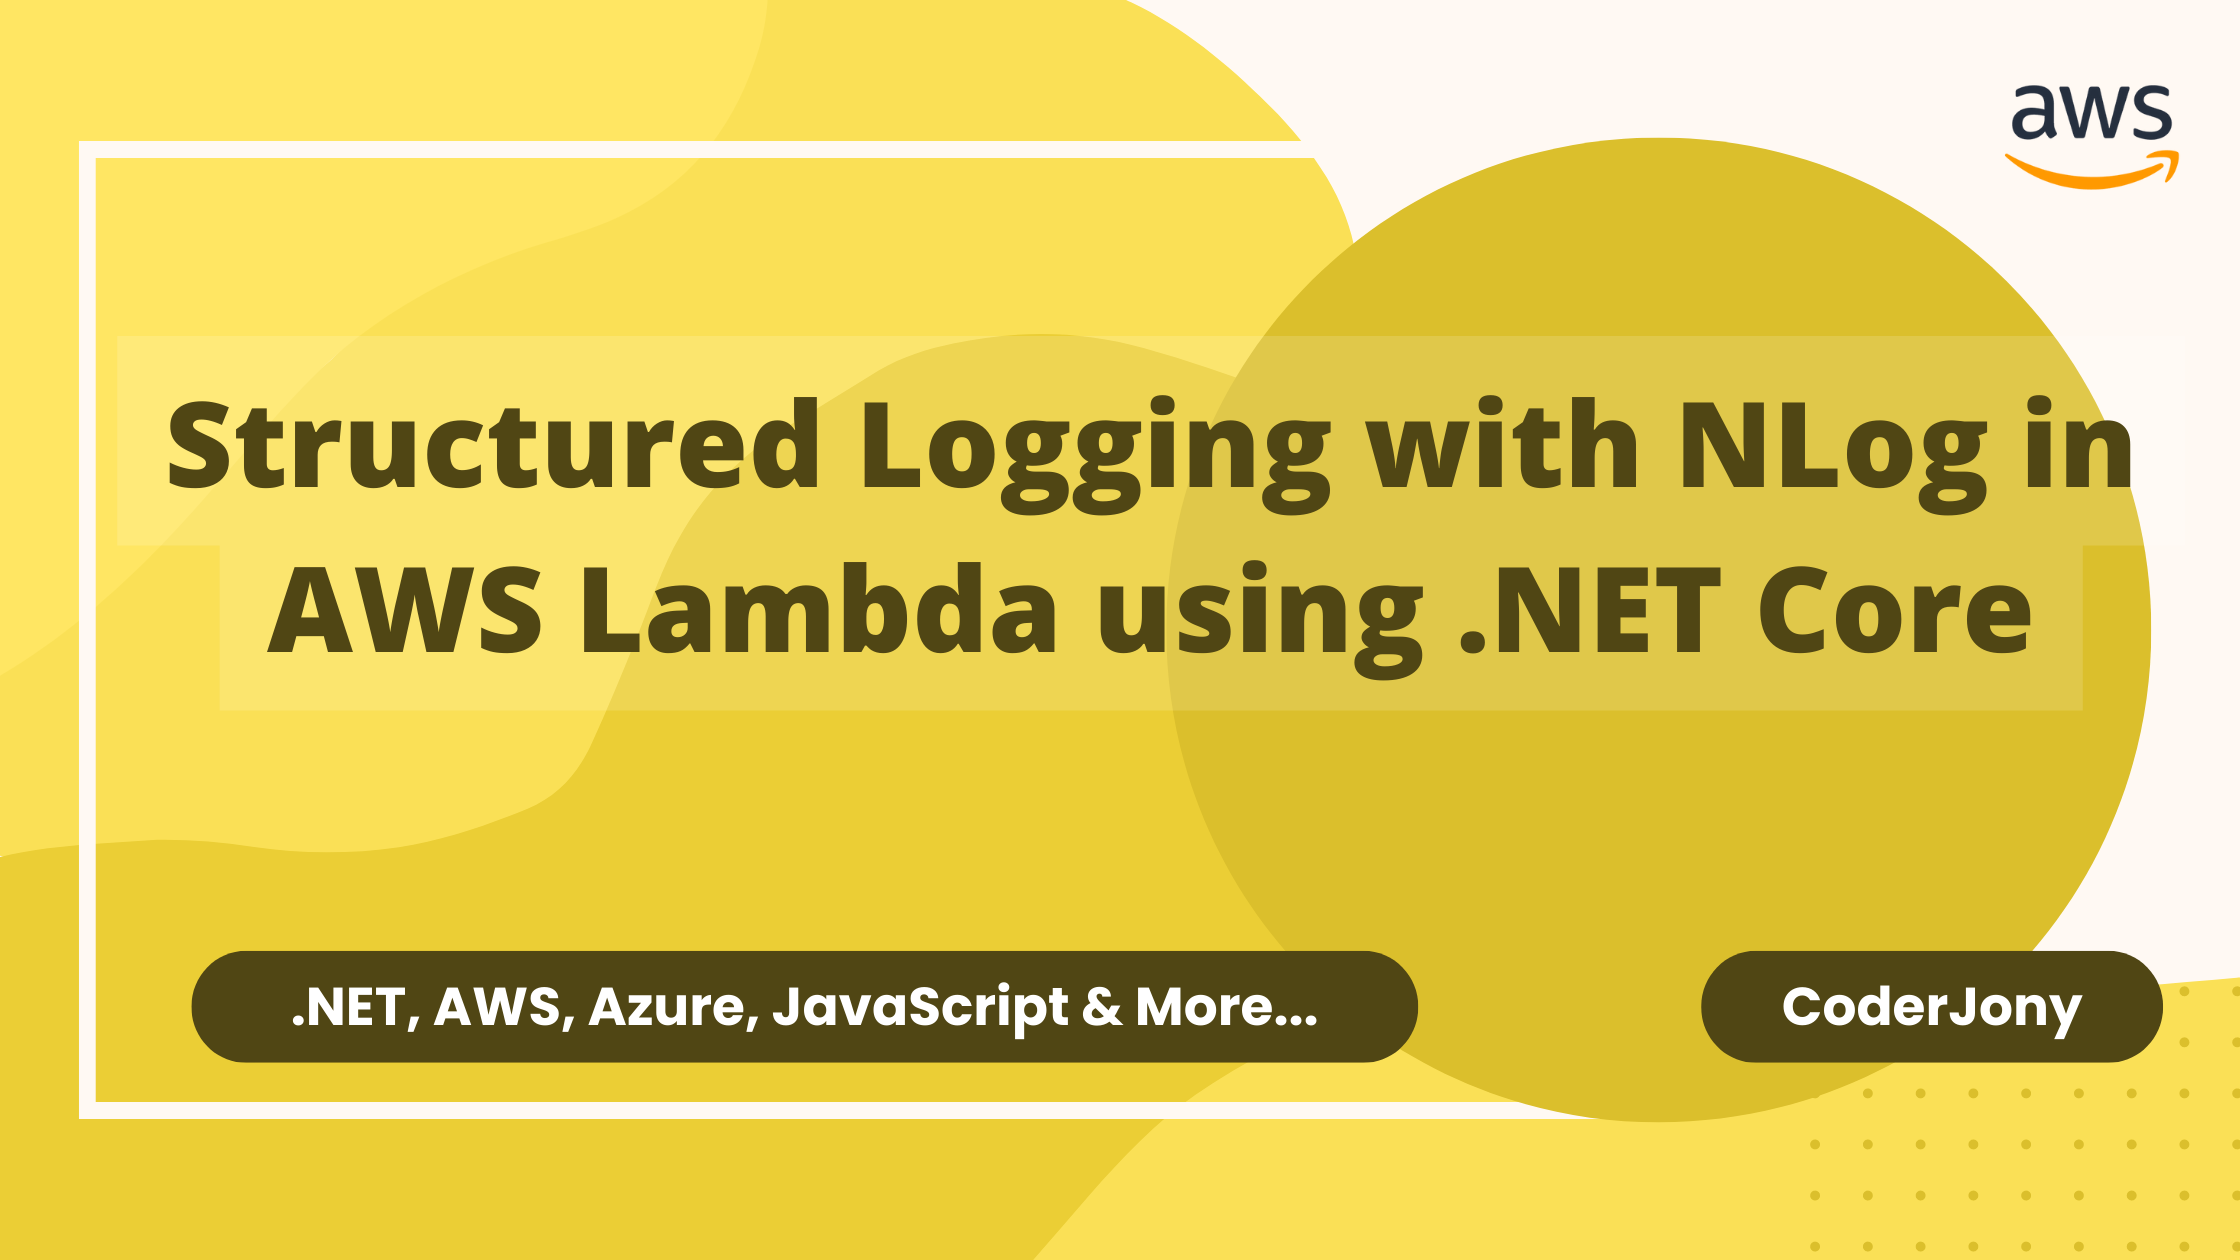 aws
Structured Logging with NLog in
AWS Lambda using .NET Core
.NET, AWS, Azure, JavaScript & More...
CoderJony